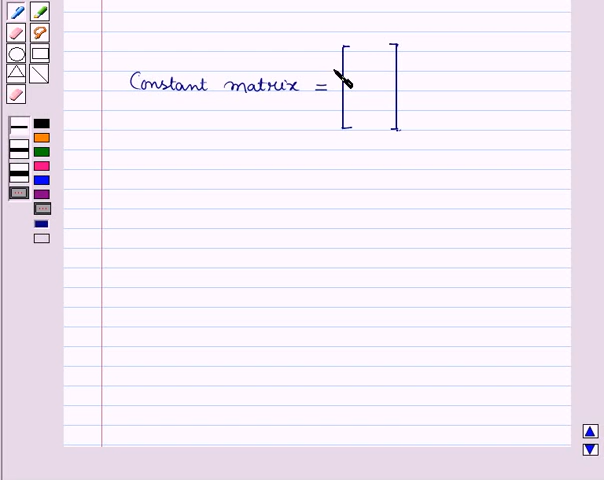 Constant matrix = [ ]